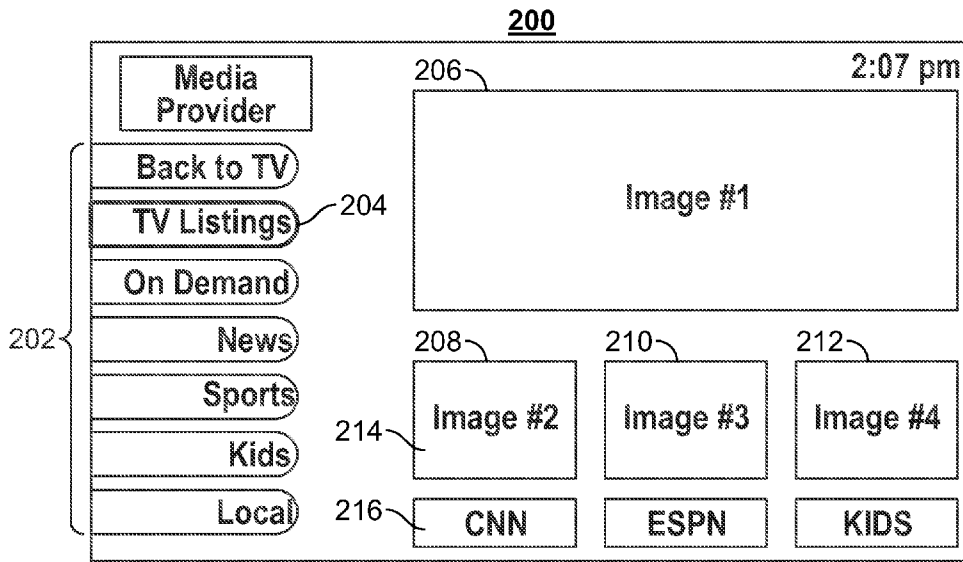 200
Media
Provider
2:07 pm
206
Back to TV
TV Listings
204
Image #1
On Demand
202
News
208
210
212
Sports
Image #2
Image #3
Image #4
214
Kids
Local
216
CNN
ESPN
KIDS